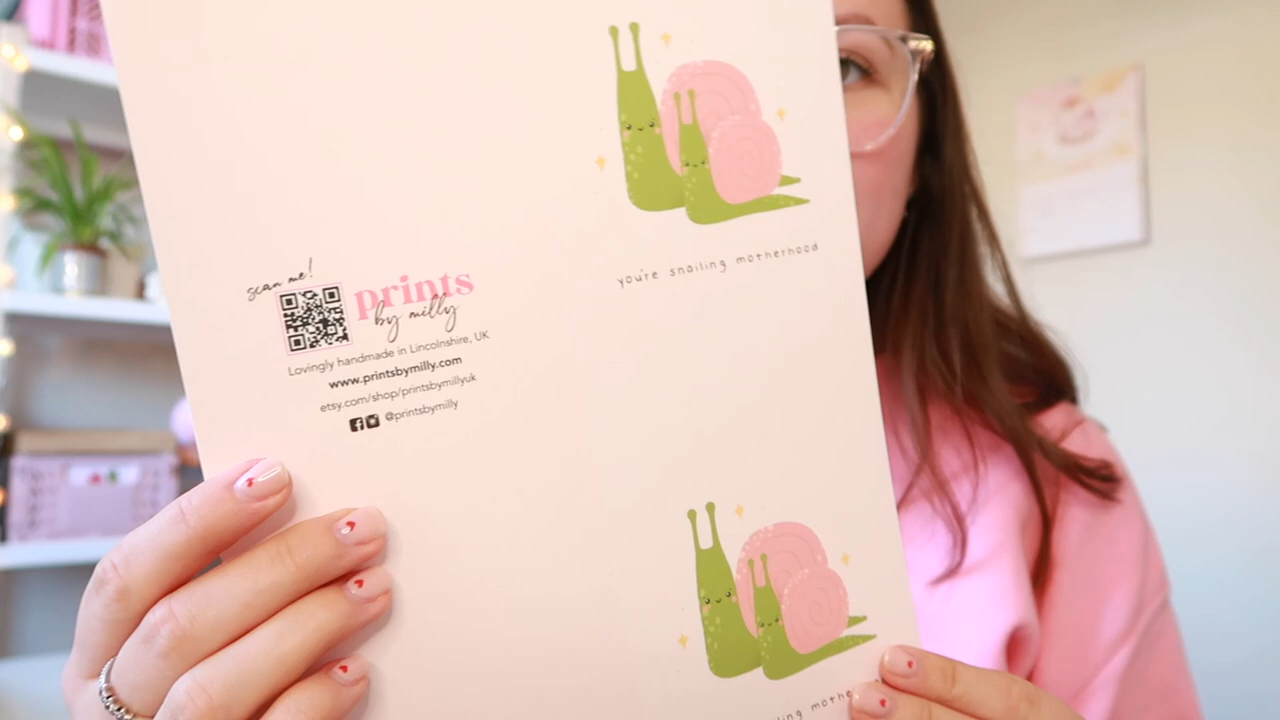 scan me!
prints
by milly
Lovingly handmade in Lincolnshire, UK
www.printsbymilly.com
etsy.com/shop/printsbymillyuk
@printsbymilly
you're snailing motherhood
snailing